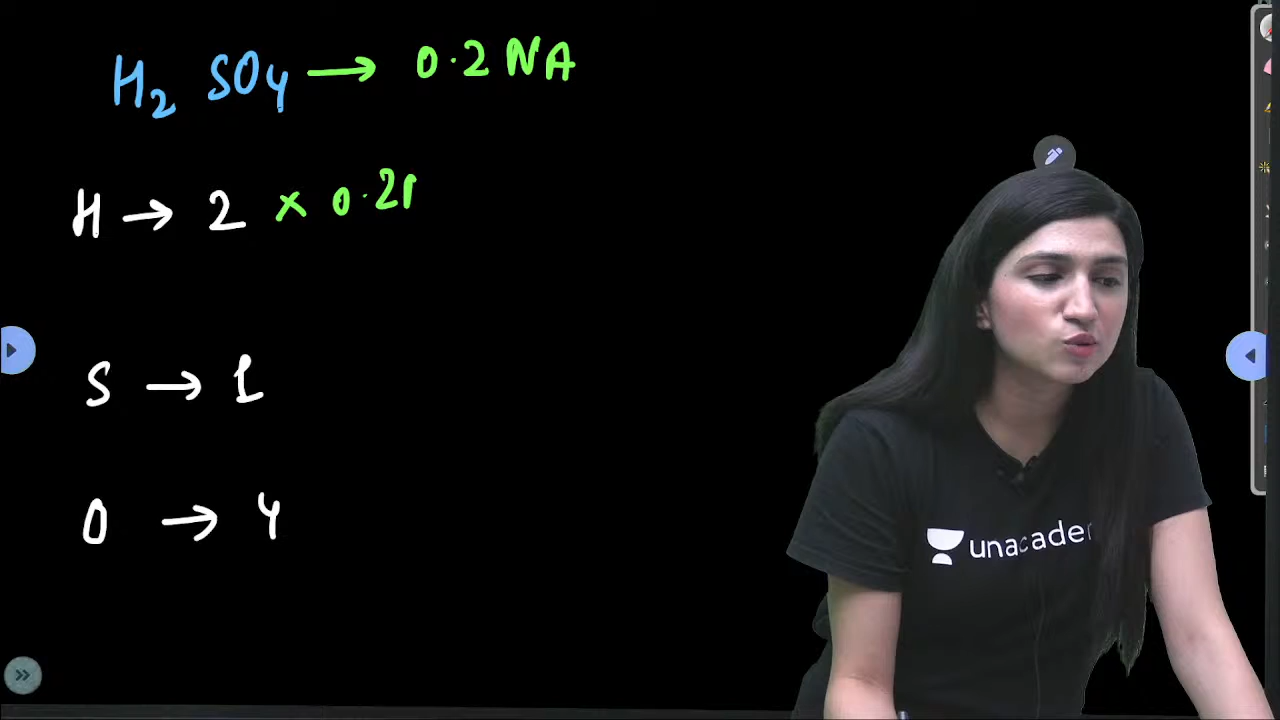 H₂ SO₄ → 0.2 NA
H → 2 × 0.2
S → 1
O → 4
unacade